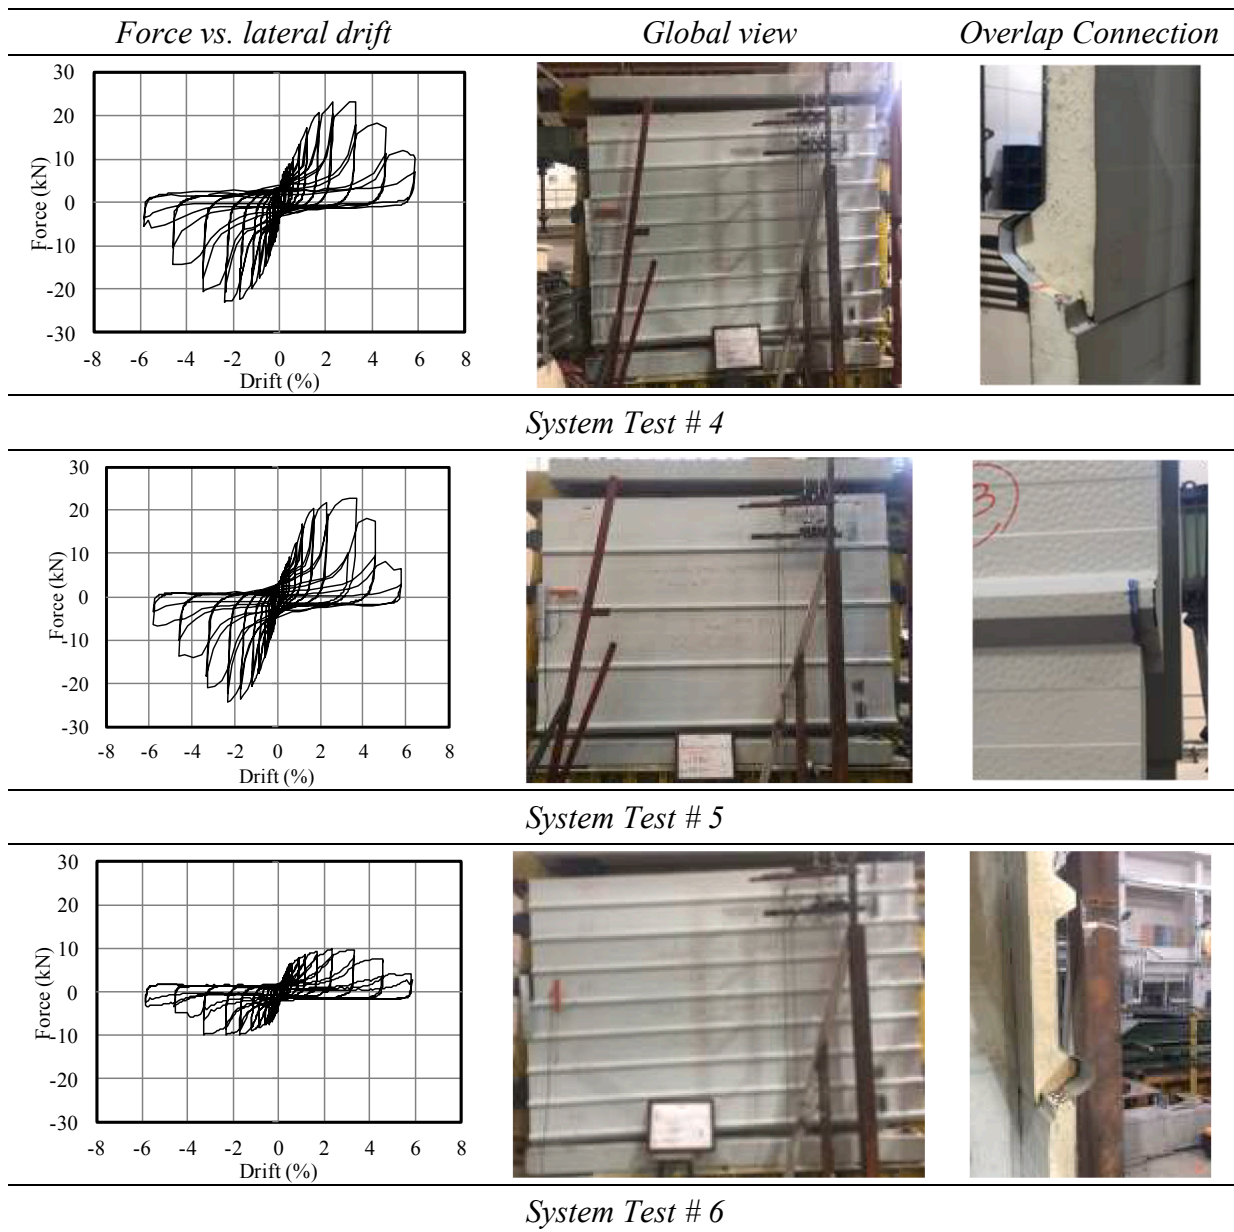 Force vs. lateral drift Global view Overlap Connection
30
20
10
0
-10
-20
-30
Force (kN)
-8 -6 -4 -2 0 2 4 6 8
Drift (%)
System Test # 4
30
20
10
0
-10
-20
-30
Force (kN)
-8 -6 -4 -2 0 2 4 6 8
Drift (%)
3
System Test # 5
30
20
10
0
-10
-20
-30
Force (kN)
-8 -6 -4 -2 0 2 4 6 8
Drift (%)
System Test # 6